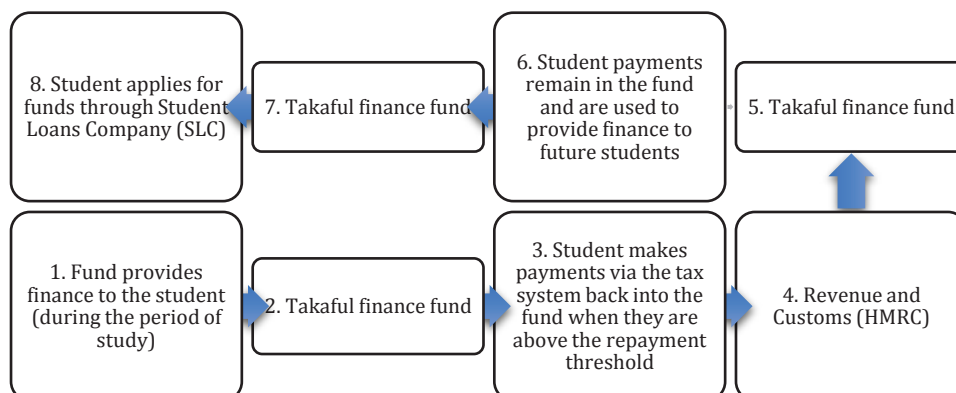 8. Student applies for
funds through Student
Loans Company (SLC)
7. Takaful finance fund
6. Student payments
remain in the fund
and are used to
provide finance to
future students
5. Takaful finance fund
1. Fund provides
finance to the student
(during the period of
study)
2. Takaful finance fund
3. Student makes
payments via the tax
system back into the
fund when they are
above the repayment
threshold
4. Revenue and
Customs (HMRC)